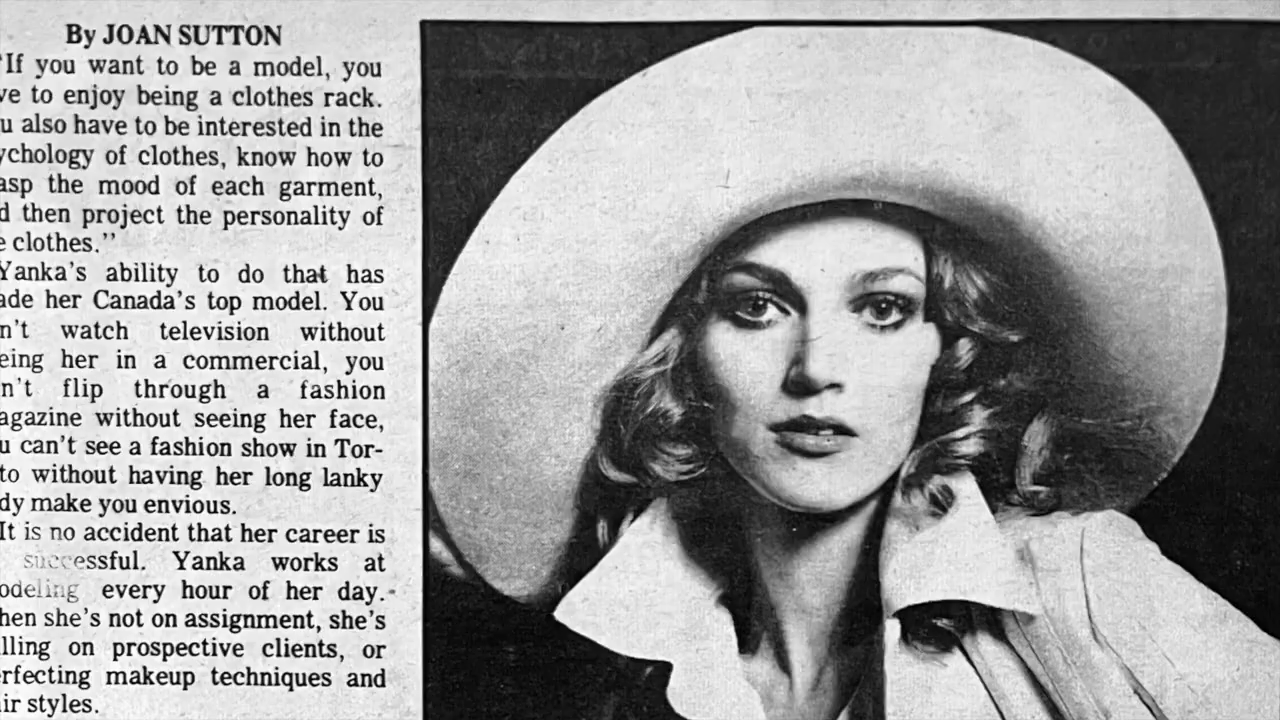 By JOAN SUTTON
"If you want to be a model, you
ve to enjoy being a clothes rack.
u also have to be interested in the
ychology of clothes, know how to
asp the mood of each garment,
d then project the personality of
e clothes."
Yanka's ability to do that has
ade her Canada's top model. You
n't watch television without
eing her in a commercial, you
n't flip through a fashion
agazine without seeing her face,
u can't see a fashion show in Tor-
to without having her long lanky
dy make you envious.
It is no accident that her career is
successful. Yanka works at
odeling every hour of her day.
hen she's not on assignment, she's
lling on prospective clients, or
rfecting makeup techniques and
ir styles.